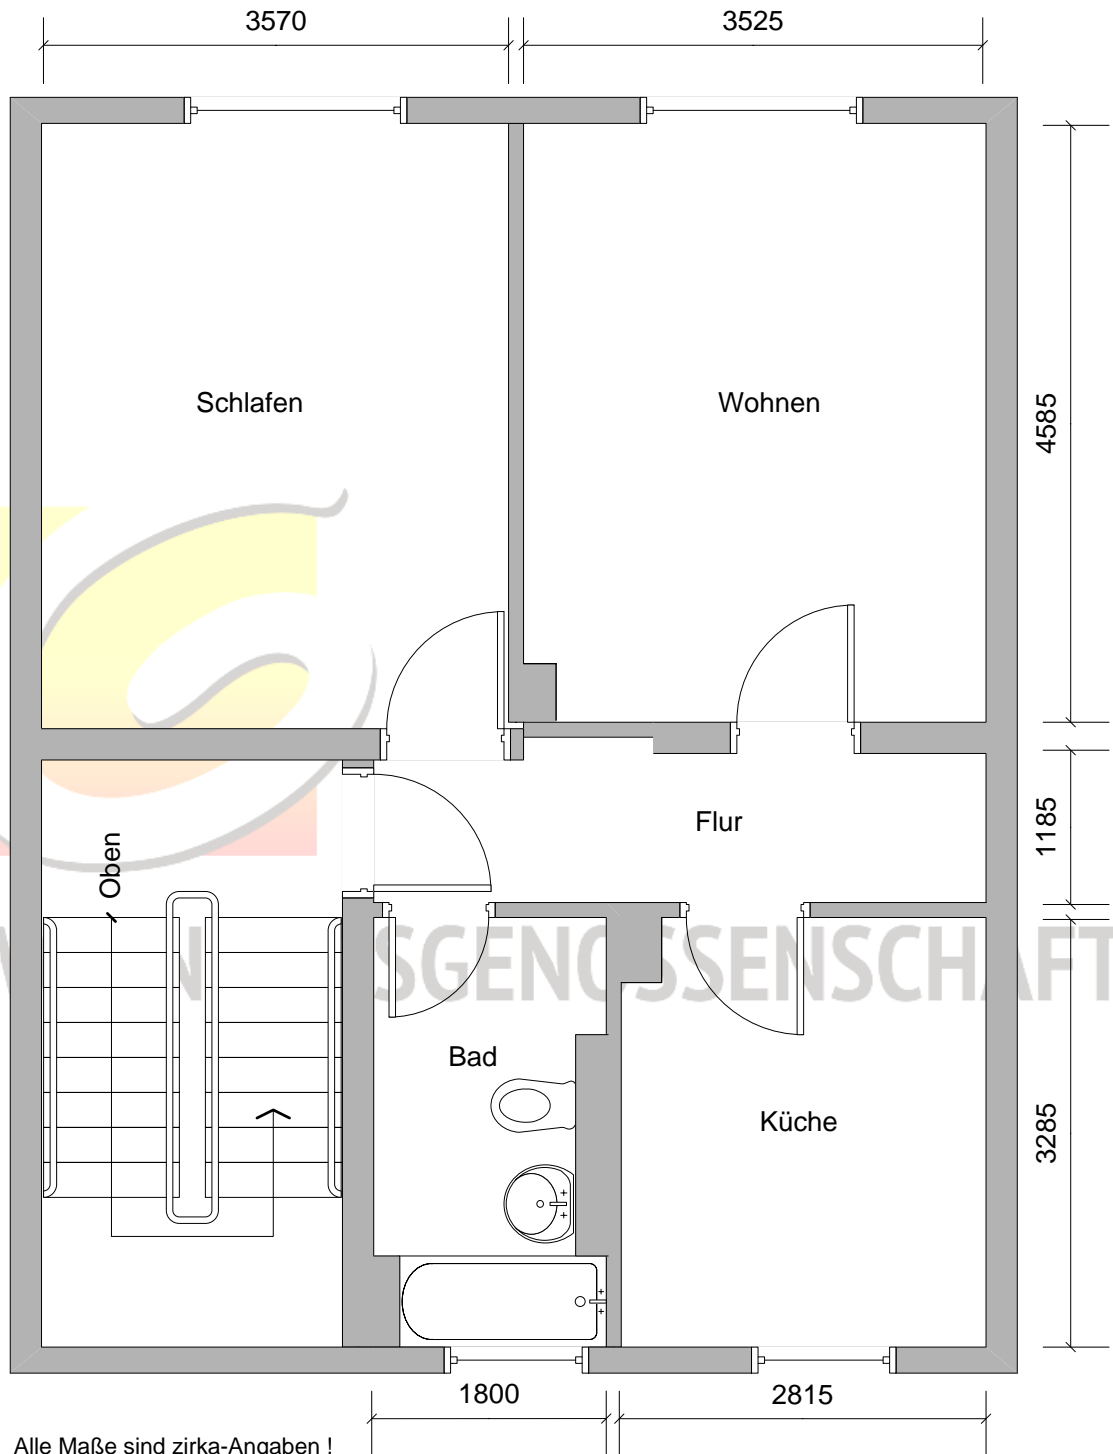 3570
3525
Schlafen
Wohnen
4585
Oben
Flur
1185
SGENOSSENSCHAFT
Bad
Küche
3285
1800
2815
Alle Maße sind zirka-Angaben !